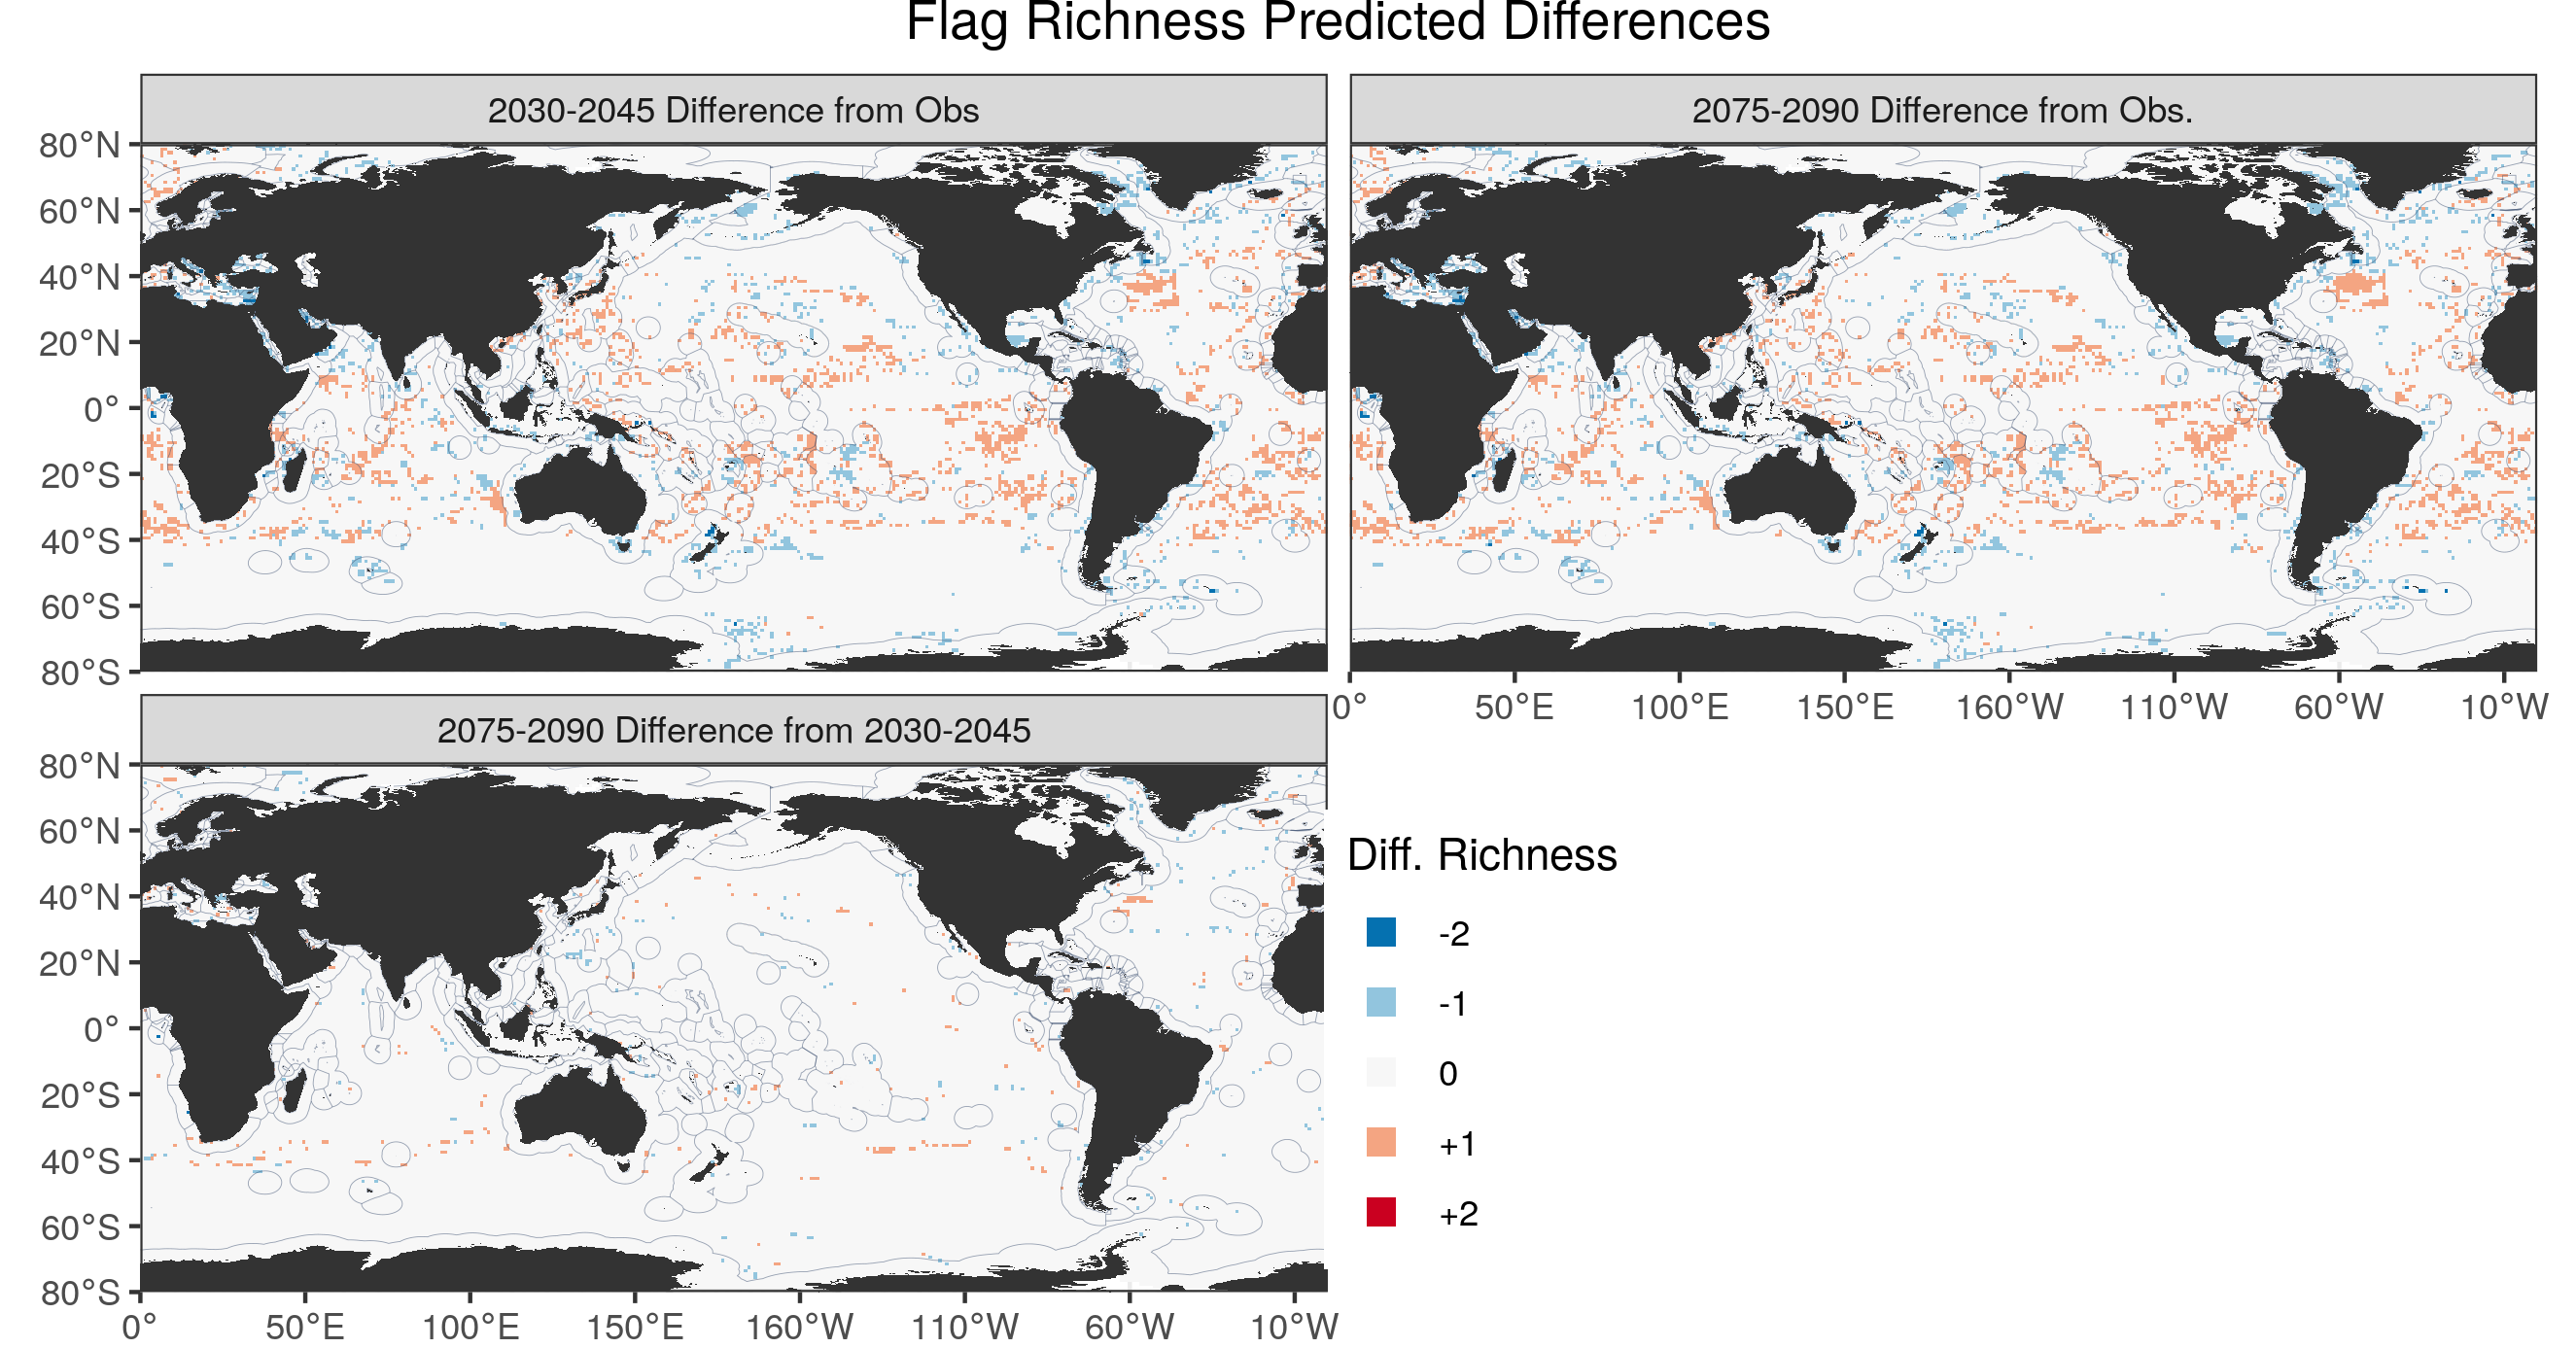 Flag Richness Predicted Differences
2030-2045 Difference from Obs
2075-2090 Difference from Obs.
80°N
60°N
40°N
20°N
0°
20°S
40°S
60°S
80°S
0° 50°E 100°E 150°E 160°W 110°W 60°W 10°W
2075-2090 Difference from 2030-2045
80°N
60°N
40°N
20°N
0°
20°S
40°S
60°S
80°S
0° 50°E 100°E 150°E 160°W 110°W 60°W 10°W
Diff. Richness
-2
-1
0
+1
+2